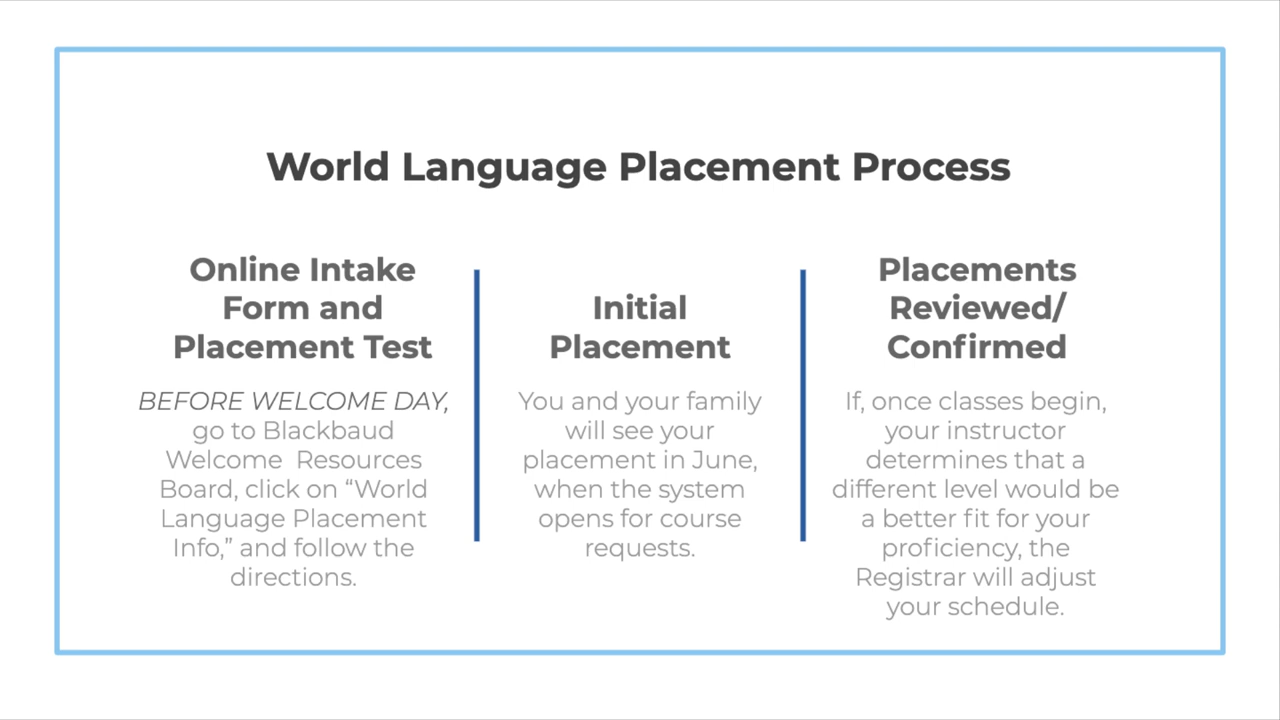 World Language Placement Process
Online Intake
Form and
Placement Test
BEFORE WELCOME DAY,
go to Blackbaud
Welcome  Resources
Board, click on “World
Language Placement
Info,” and follow the
directions.
Initial
Placement
You and your family
will see your
placement in June,
when the system
opens for course
requests.
Placements
Reviewed/
Confirmed
If, once classes begin,
your instructor
determines that a
different level would be
a better fit for your
proficiency, the
Registrar will adjust
your schedule.